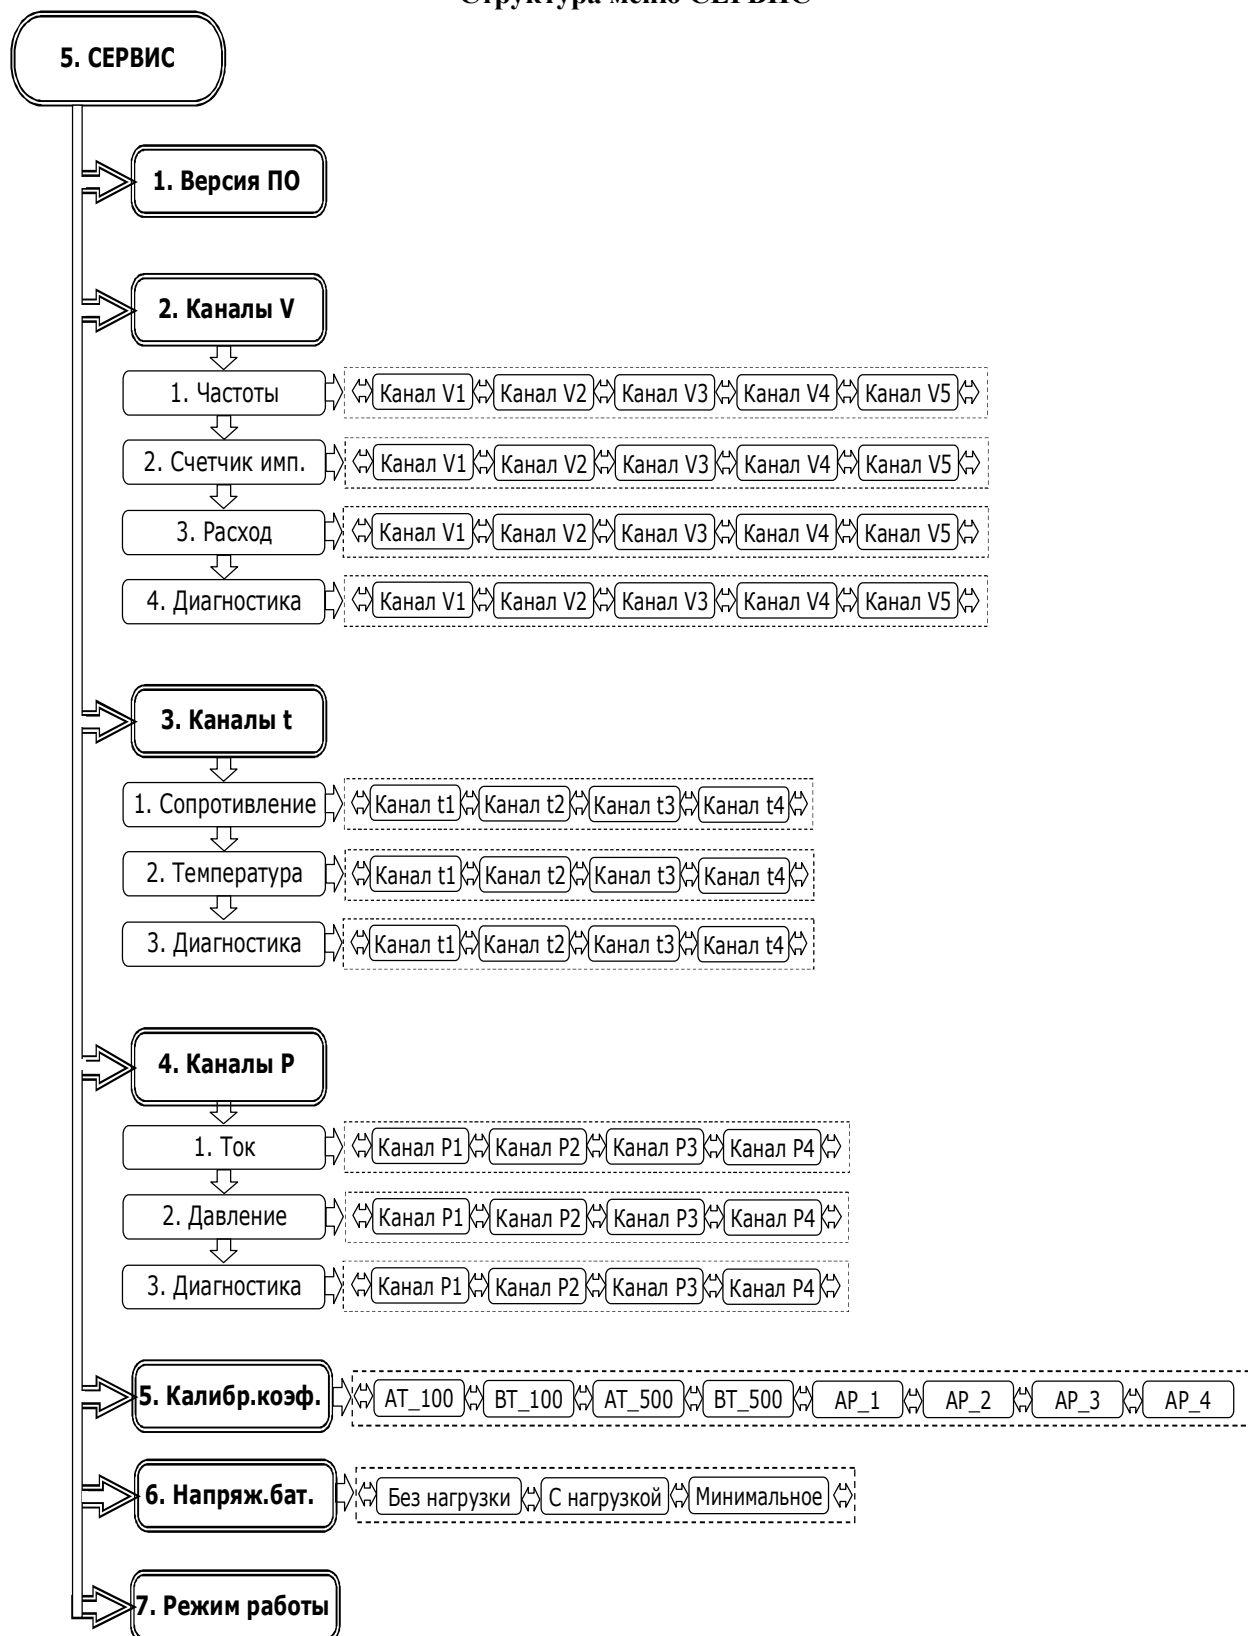 Структура меню СЕРВИС
5. СЕРВИС
1. Версия ПО
2. Каналы V
1. Частоты Канал V1 Канал V2 Канал V3 Канал V4 Канал V5
2. Счетчик имп. Канал V1 Канал V2 Канал V3 Канал V4 Канал V5
3. Расход Канал V1 Канал V2 Канал V3 Канал V4 Канал V5
4. Диагностика Канал V1 Канал V2 Канал V3 Канал V4 Канал V5
3. Каналы t
1. Сопротивление Канал t1 Канал t2 Канал t3 Канал t4
2. Температура Канал t1 Канал t2 Канал t3 Канал t4
3. Диагностика Канал t1 Канал t2 Канал t3 Канал t4
4. Каналы P
1. Ток Канал P1 Канал P2 Канал P3 Канал P4
2. Давление Канал P1 Канал P2 Канал P3 Канал P4
3. Диагностика Канал P1 Канал P2 Канал P3 Канал P4
5. Калибр.коэф. AT_100 BT_100 AT_500 BT_500 AP_1 AP_2 AP_3 AP_4
6. Напряж.бат. Без нагрузки С нагрузкой Минимальное
7. Режим работы